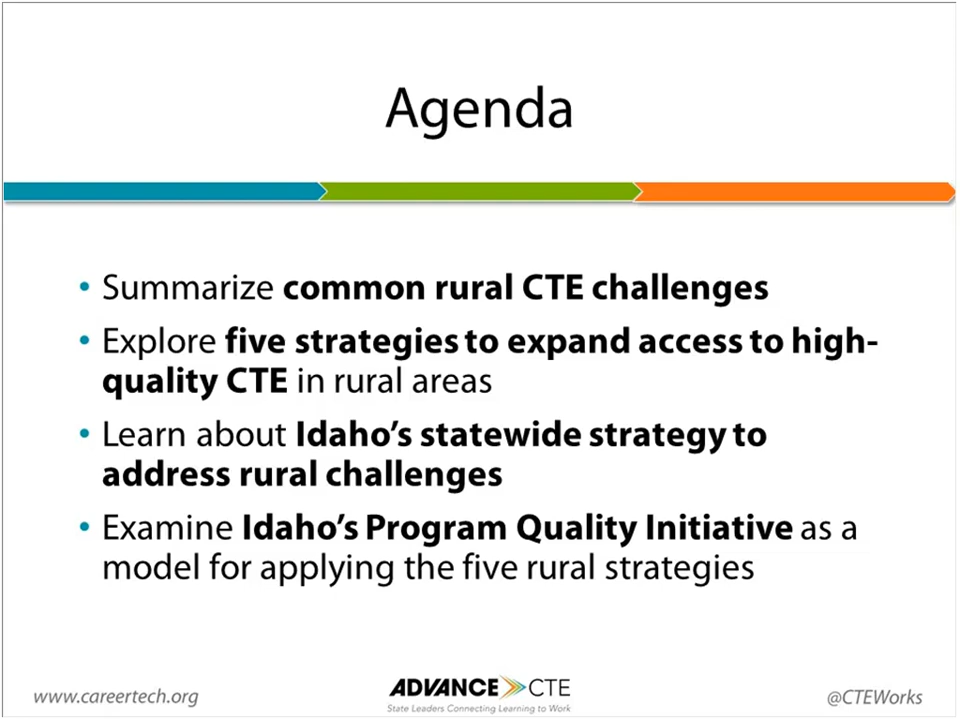 Agenda
• Summarize common rural CTE challenges
• Explore five strategies to expand access to high-
quality CTE in rural areas
• Learn about Idaho's statewide strategy to
address rural challenges
• Examine Idaho's Program Quality Initiative as a
model for applying the five rural strategies
www.careertech.org
ADVANCE CTE
State Leaders Connecting Learning to Work
@CTEWorks